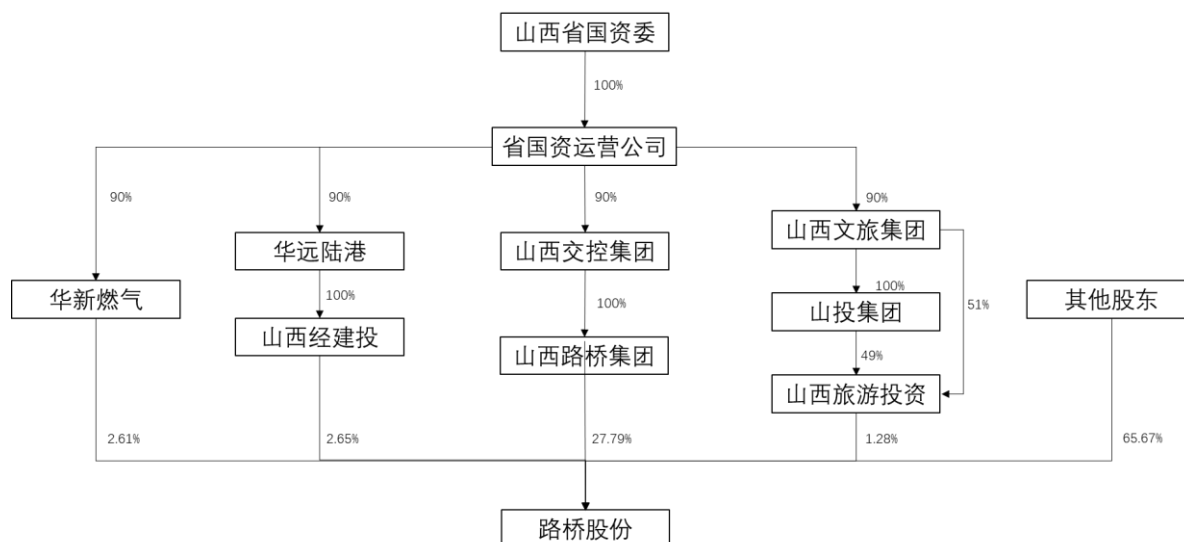 山西省国资委
100%
省国资运营公司
90%
90%
90%
90%
山西文旅集团
华远陆港
山西交控集团
华新燃气
100%
100%
100%
51%
其他股东
山投集团
山西经建投
山西路桥集团
49%
山西旅游投资
2.61%
2.65%
27.79%
1.28%
65.67%
路桥股份